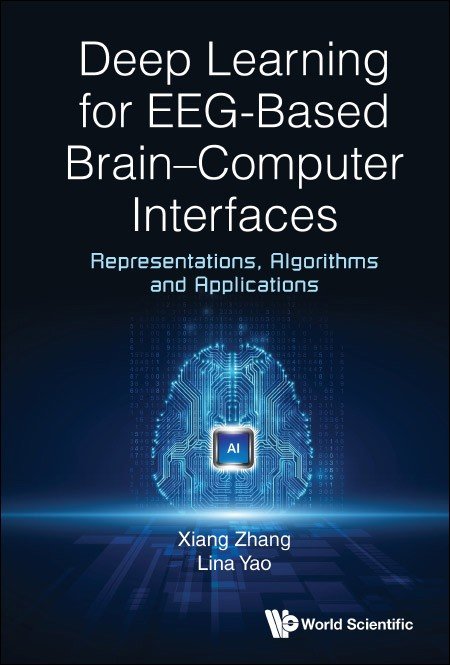 Deep Learning
for EEG-Based
Brain–Computer
Interfaces
Representations, Algorithms
and Applications
AI
Xiang Zhang
Lina Yao
World Scientific